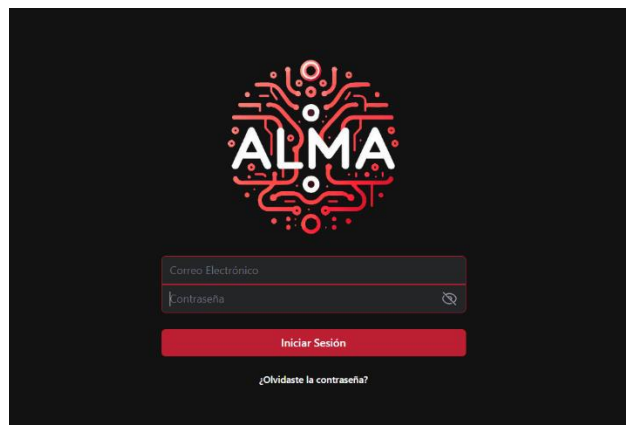 ALMA
Correo Electrónico
Contraseña
Iniciar Sesión
¿Olvidaste la contraseña?